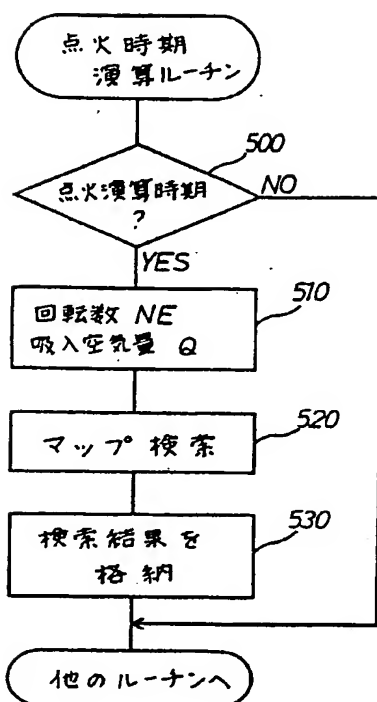 点火時期
演算ルーチン
500
点火演算時期
?
NO
YES
510
回転数 NE
吸入空気量 Q
520
マップ検索
530
検索結果を
格納
他のルーチンへ